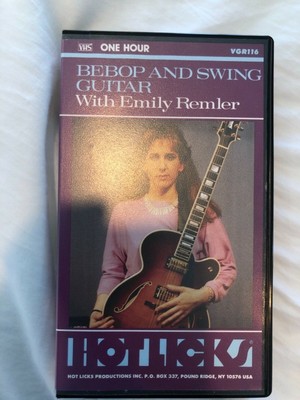 VHS ONE HOUR VGR116
BEBOP AND SWING
GUITAR
With Emily Remler
HOT LICKS
HOT LICKS PRODUCTIONS INC. P.O. BOX 337, POUND RIDGE, NY 10576 USA